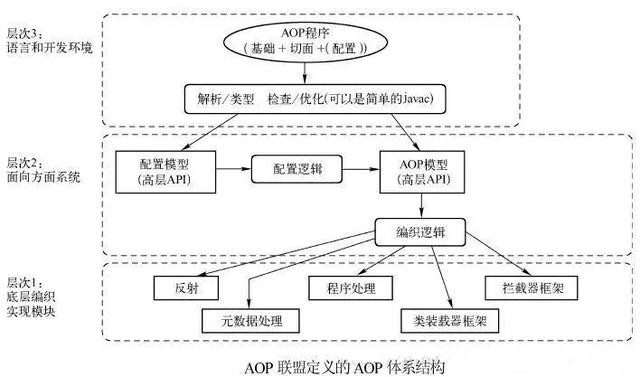 层次3:
语言和开发环境
AOP程序
(基础+切面+(配置))
解析/类型 检查/优化(可以是简单的Javac)
层次2:
面向方面系统
配置模型
(高层API)
配置逻辑
AOP模型
(高层API)
编织逻辑
层次1:
底层编织
实现模块
反射
程序处理
拦截器框架
元数据处理
类装载器框架
AOP 联盟定义的 AOP 体系结构